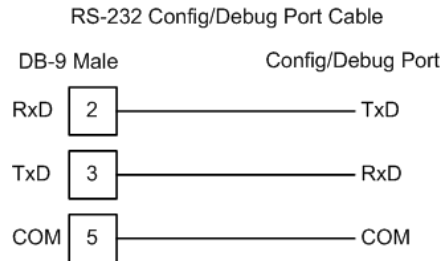 RS-232 Config/Debug Port Cable
DB-9 Male Config/Debug Port
RxD 2 TxD
TxD 3 RxD
COM 5 COM